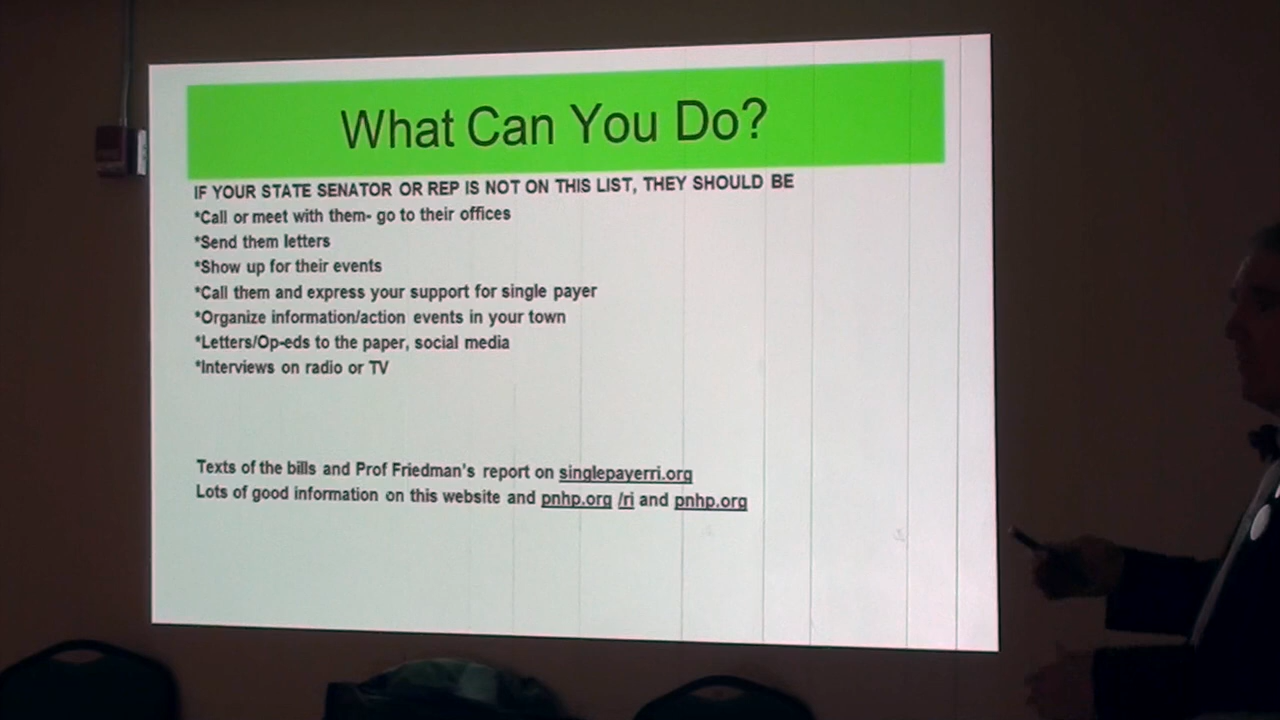 What Can You Do?
IF YOUR STATE SENATOR OR REP IS NOT ON THIS LIST, THEY SHOULD BE
*Call or meet with them- go to their offices
*Send them letters
*Show up for their events
*Call them and express your support for single payer
*Organize information/action events in your town
*Letters/Op-eds to the paper, social media
*Interviews on radio or TV
Texts of the bills and Prof Friedman's report on singlepayerri.org
Lots of good information on this website and pnhp.org /ri and pnhp.org